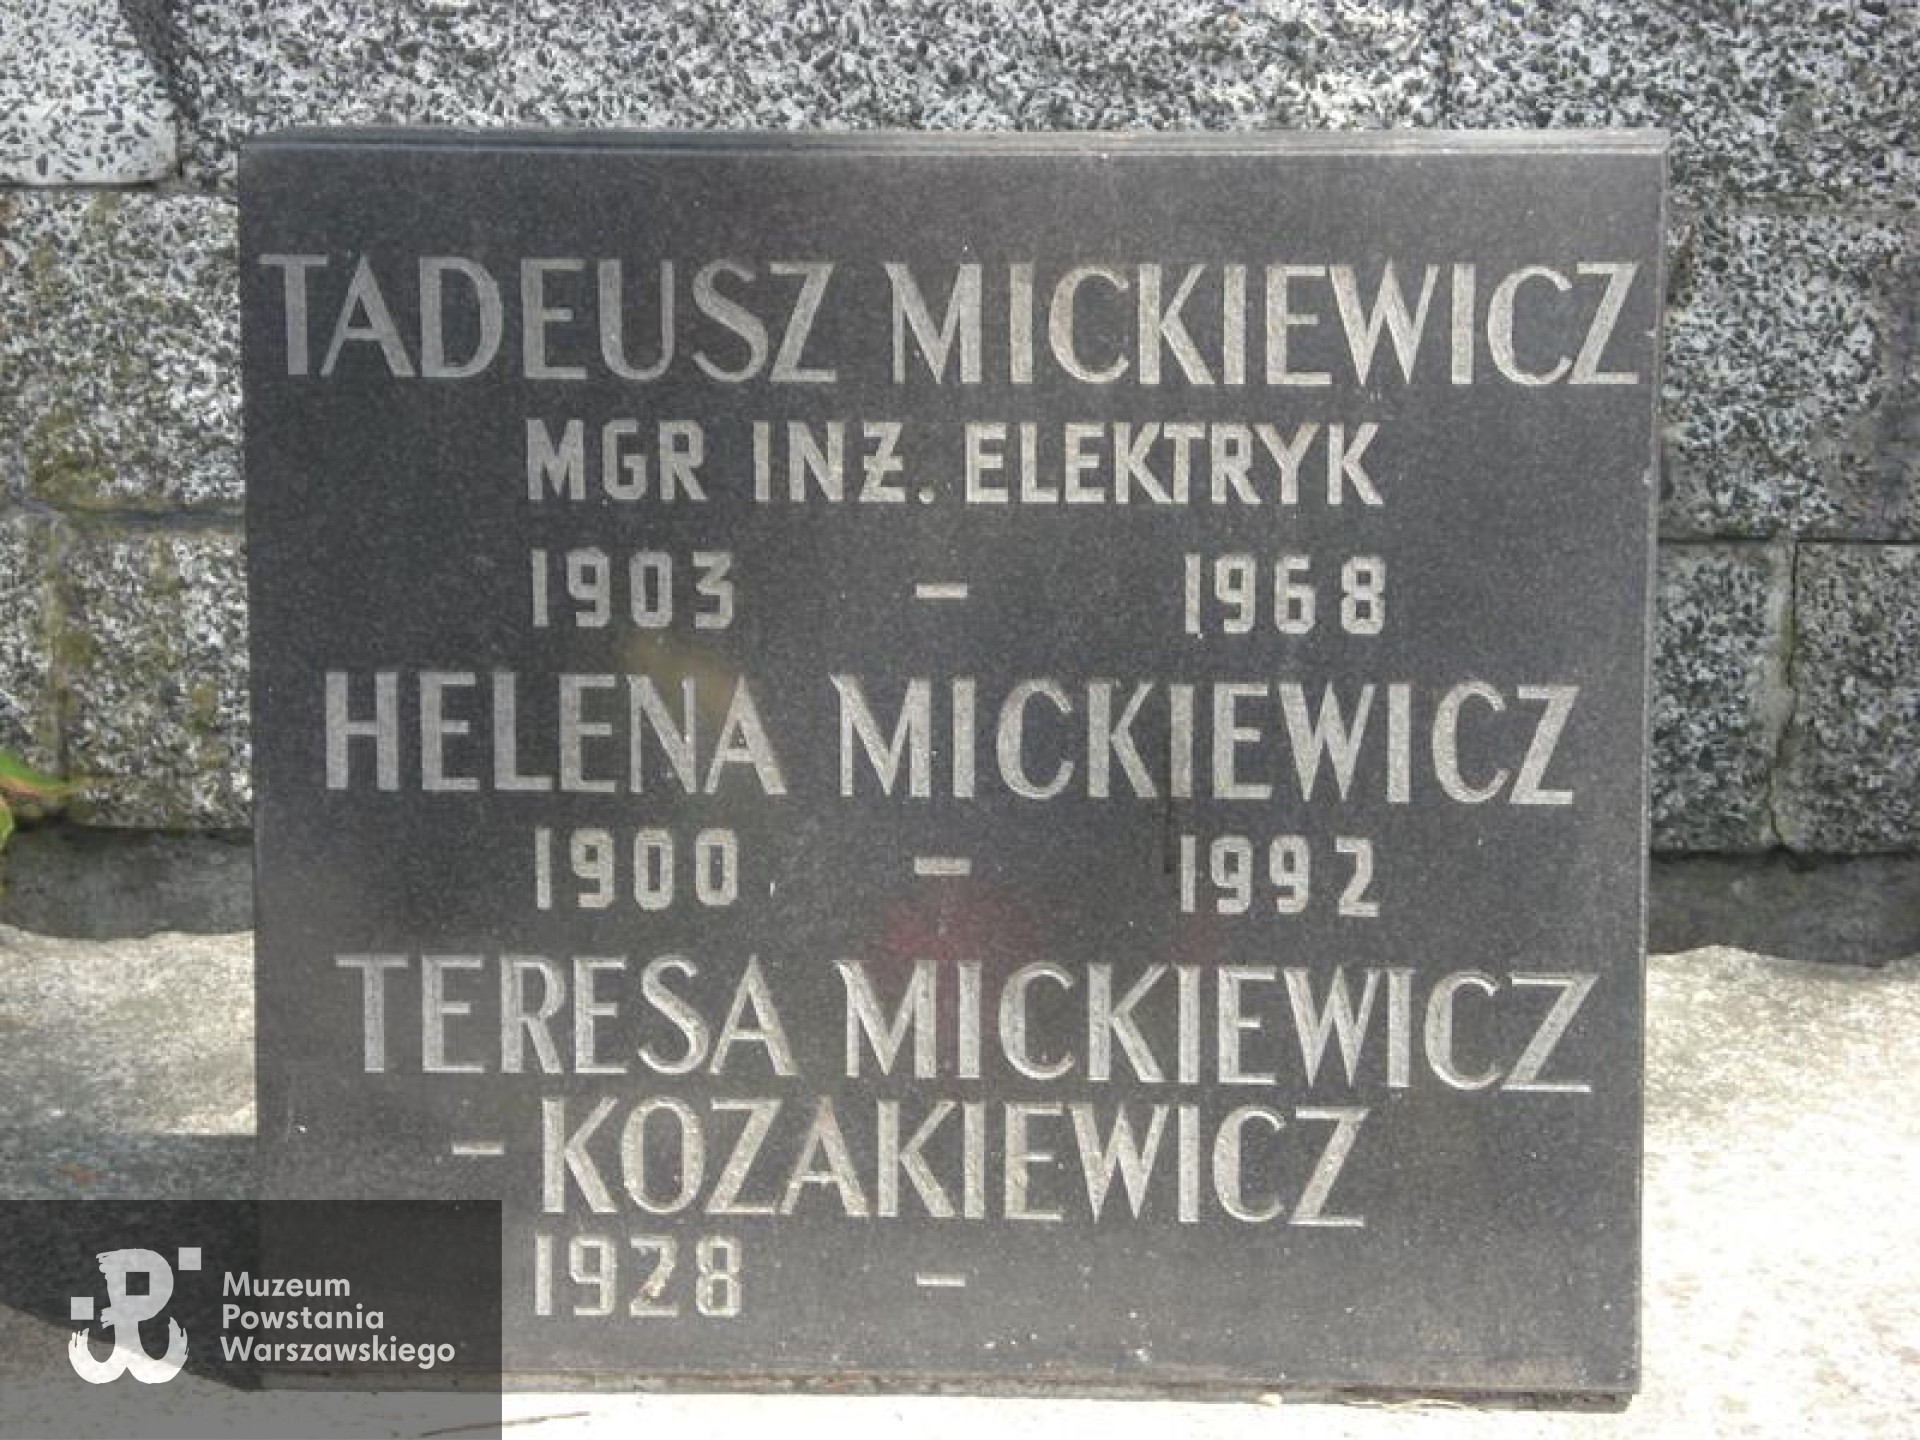 TADEUSZ MICKIEWICZ
MGR INŻ. ELEKTRYK
1903 – 1968
HELENA MICKIEWICZ
1900 – 1992
TERESA MICKIEWICZ
– KOZAKIEWICZ
1928 –
Muzeum
Powstania
Warszawskiego